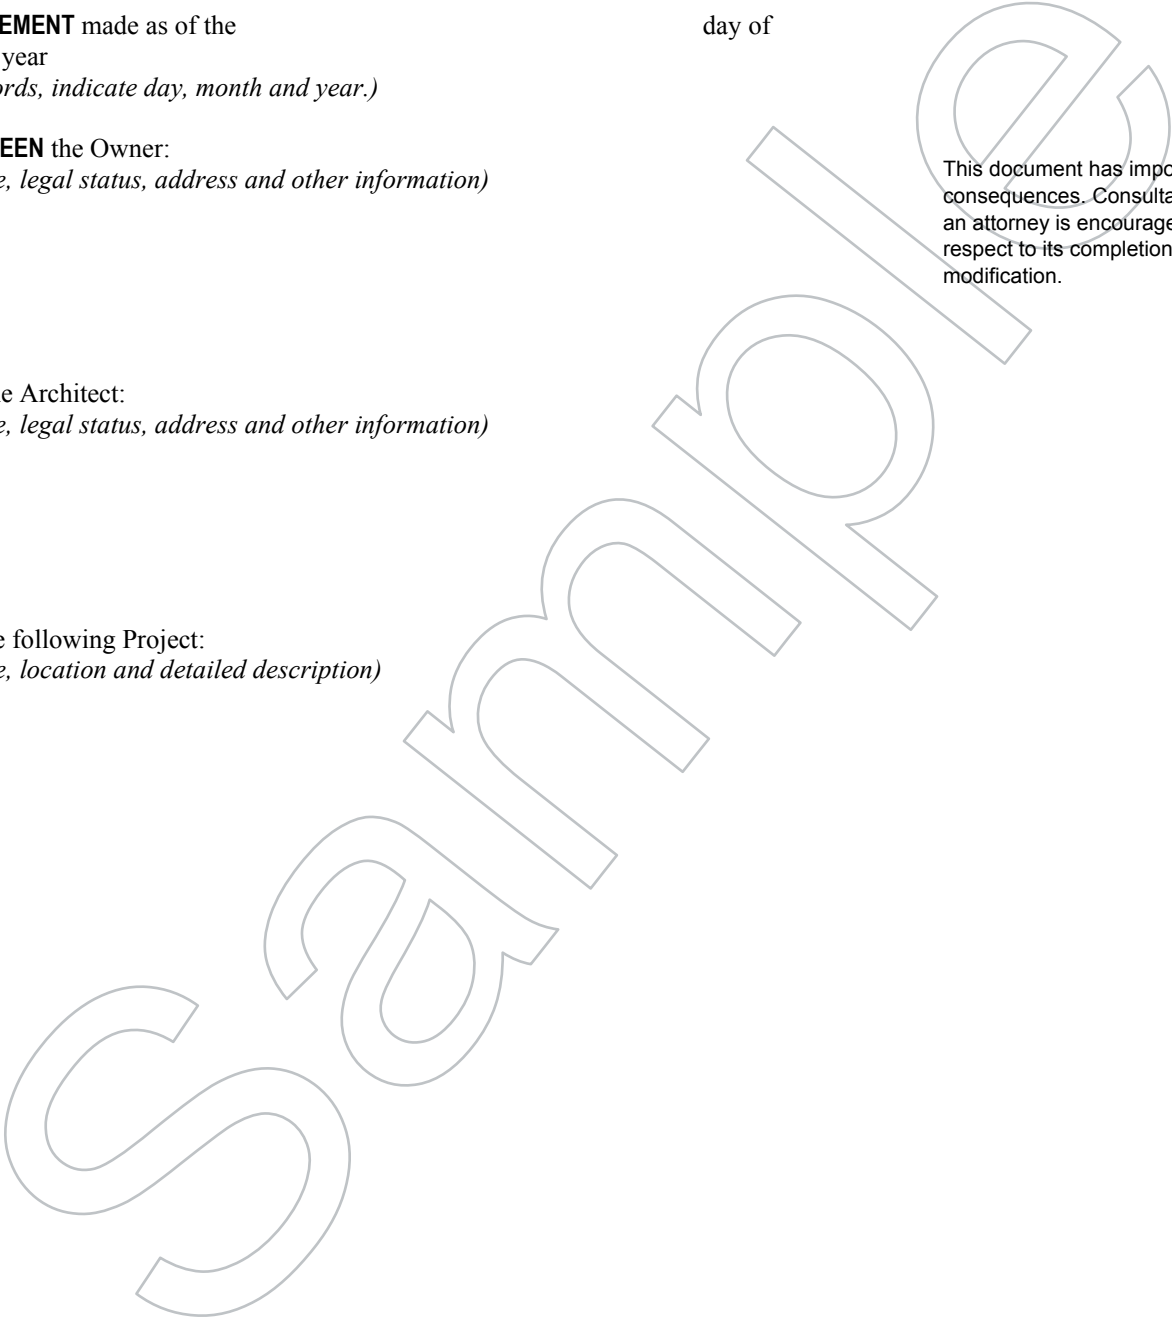 EMENT made as of the day of
year
ords, indicate day, month and year.)
EEN the Owner:
e, legal status, address and other information)
This document has impo
consequences. Consulta
an attorney is encourage
respect to its completion
modification.
e Architect:
e, legal status, address and other information)
e following Project:
e, location and detailed description)
Sample